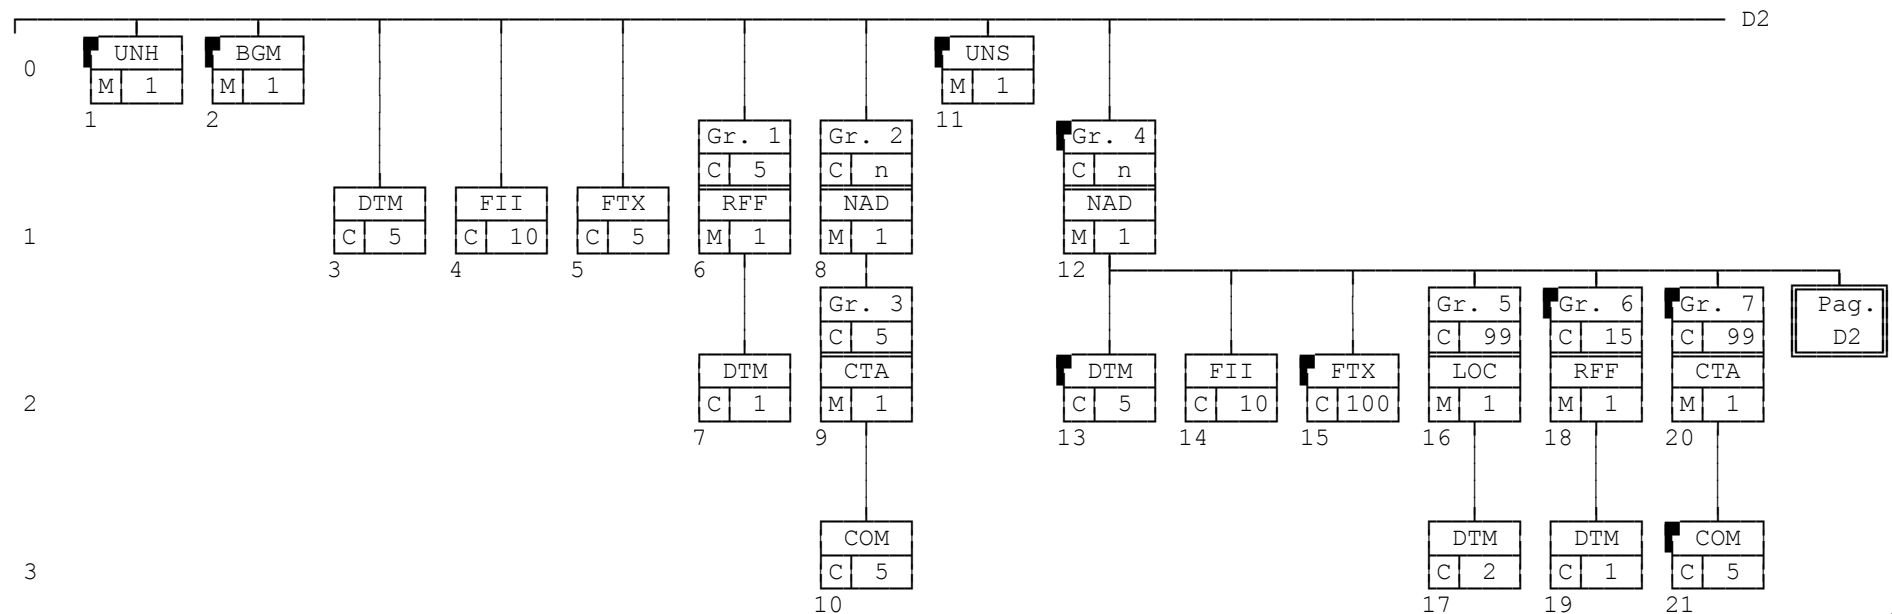 D2
UNH BGM UNS
0
M 1 M 1 M 1
1 2 11
Gr. 1 Gr. 2 Gr. 4
C 5 C n C n
DTM FII FTX RFF NAD NAD
1
C 5 C 10 C 5 M 1 M 1 M 1
3 4 5 6 8 12
Gr. 3 Gr. 5 Gr. 6 Gr. 7 Pag.
C 5 C 99 C 15 C 99 D2
DTM CTA DTM FII FTX LOC RFF CTA
2
C 1 M 1 C 5 C 10 C 100 M 1 M 1 M 1
7 9 13 14 15 16 18 20
COM DTM DTM COM
3
C 5 C 2 C 1 C 5
10 17 19 21